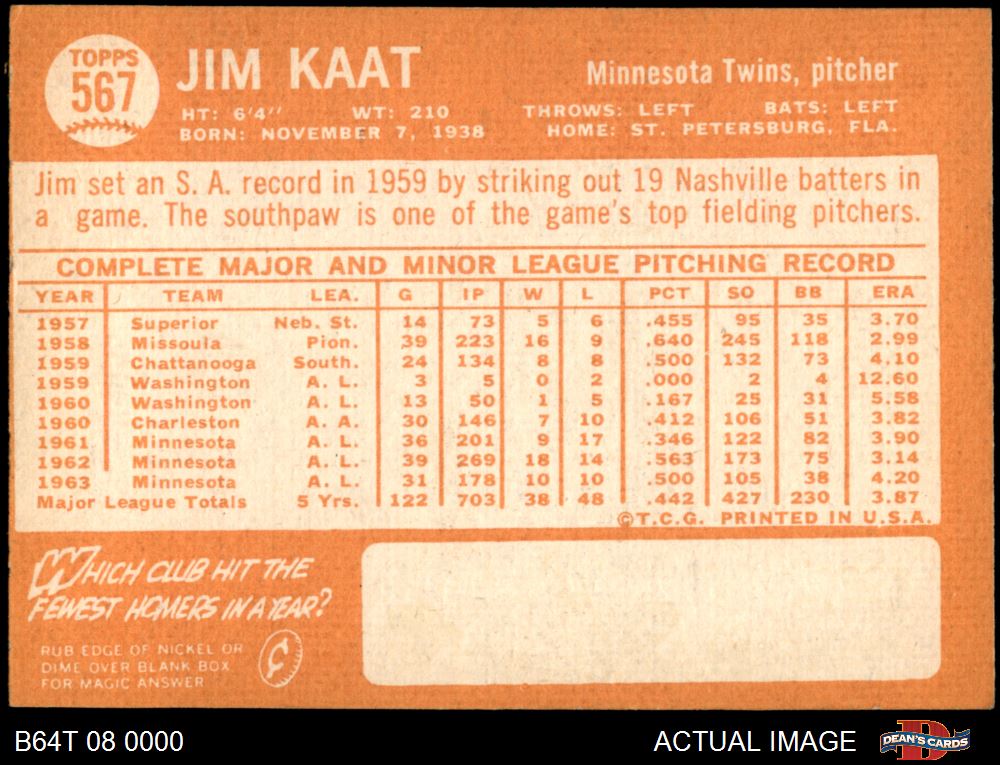 TOPPS
567
JIM KAAT
Minnesota Twins, pitcher
HT: 6'4" WT: 210 THROWS: LEFT BATS: LEFT
BORN: NOVEMBER 7, 1938 HOME: ST. PETERSBURG, FLA.
Jim set an S. A. record in 1959 by striking out 19 Nashville batters in
a game. The southpaw is one of the game's top fielding pitchers.
COMPLETE MAJOR AND MINOR LEAGUE PITCHING RECORD
YEAR TEAM LEA. G IP W L PCT SO BB ERA
1957 Superior Neb. St. 14 73 5 6 .455 95 35 3.70
1958 Missoula Pion. 39 223 16 9 .640 245 118 2.99
1959 Chattanooga South. 24 134 8 8 .500 132 73 4.10
1959 Washington A. L. 3 5 0 2 .000 2 4 12.60
1960 Washington A. L. 13 50 1 5 .167 25 31 5.58
1960 Charleston A. A. 30 146 7 10 .412 106 51 3.82
1961 Minnesota A. L. 36 201 9 17 .346 122 82 3.90
1962 Minnesota A. L. 39 269 18 14 .563 173 75 3.14
1963 Minnesota A. L. 31 178 10 10 .500 105 38 4.20
Major League Totals 5 Yrs. 122 703 38 48 .442 427 230 3.87
©T.C.G. PRINTED IN U.S.A.
WHICH CLUB HIT THE
FEWEST HOMERS IN A YEAR?
RUB EDGE OF NICKEL OR
DIME OVER BLANK BOX
FOR MAGIC ANSWER
¢
B64T 08 0000
ACTUAL IMAGE
DEAN'S CARDS